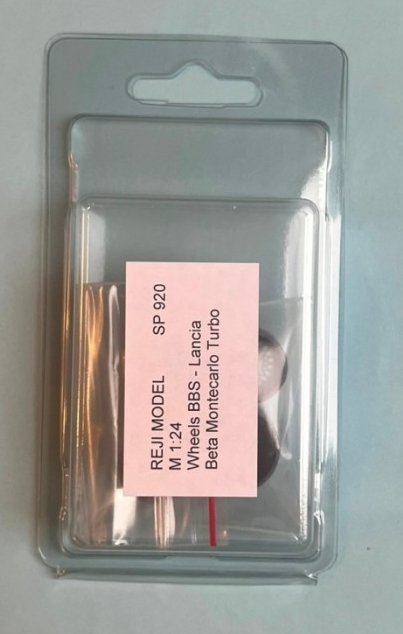 REJI MODEL SP 920
M 1:24
Wheels BBS - Lancia
Beta Montecarlo Turbo